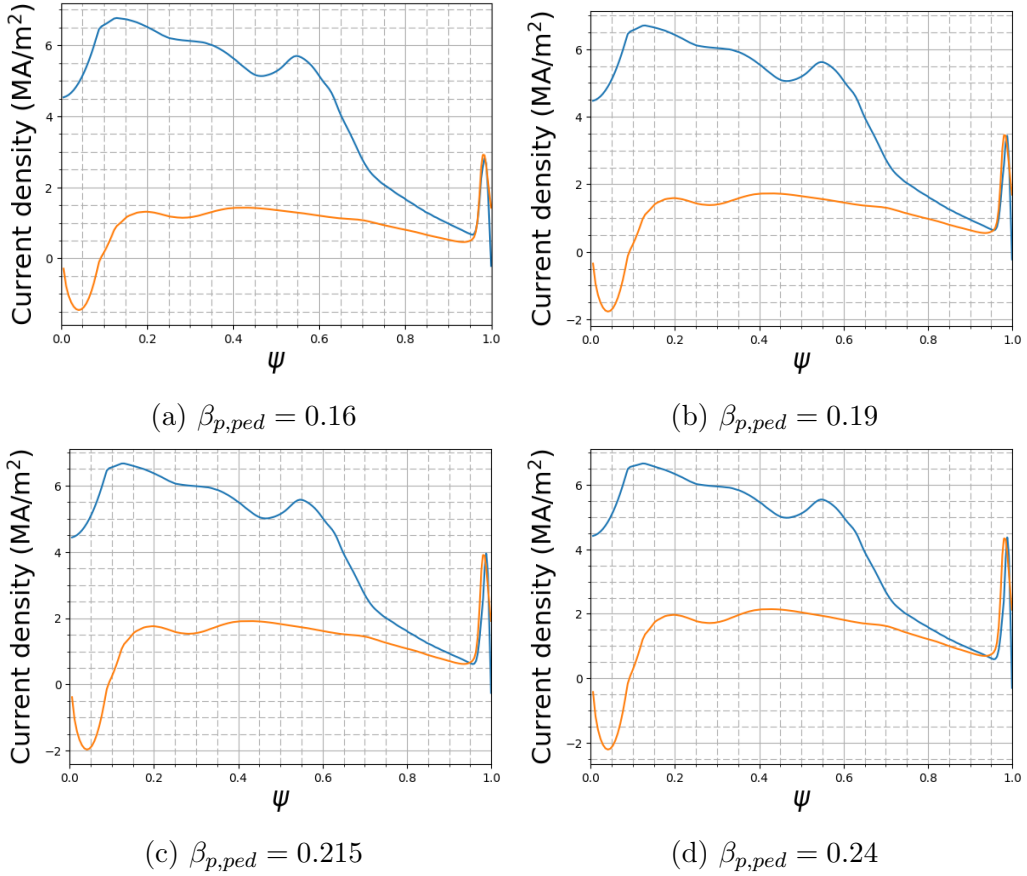 6
4
2
0
Current density (MA/m²)
0.0 0.2 0.4 0.6 0.8 1.0
ψ
(a) β_{p,ped} = 0.16
6
4
2
0
−2
Current density (MA/m²)
0.0 0.2 0.4 0.6 0.8 1.0
ψ
(b) β_{p,ped} = 0.19
6
4
2
0
−2
Current density (MA/m²)
0.0 0.2 0.4 0.6 0.8 1.0
ψ
(c) β_{p,ped} = 0.215
6
4
2
0
−2
Current density (MA/m²)
0.0 0.2 0.4 0.6 0.8 1.0
ψ
(d) β_{p,ped} = 0.24